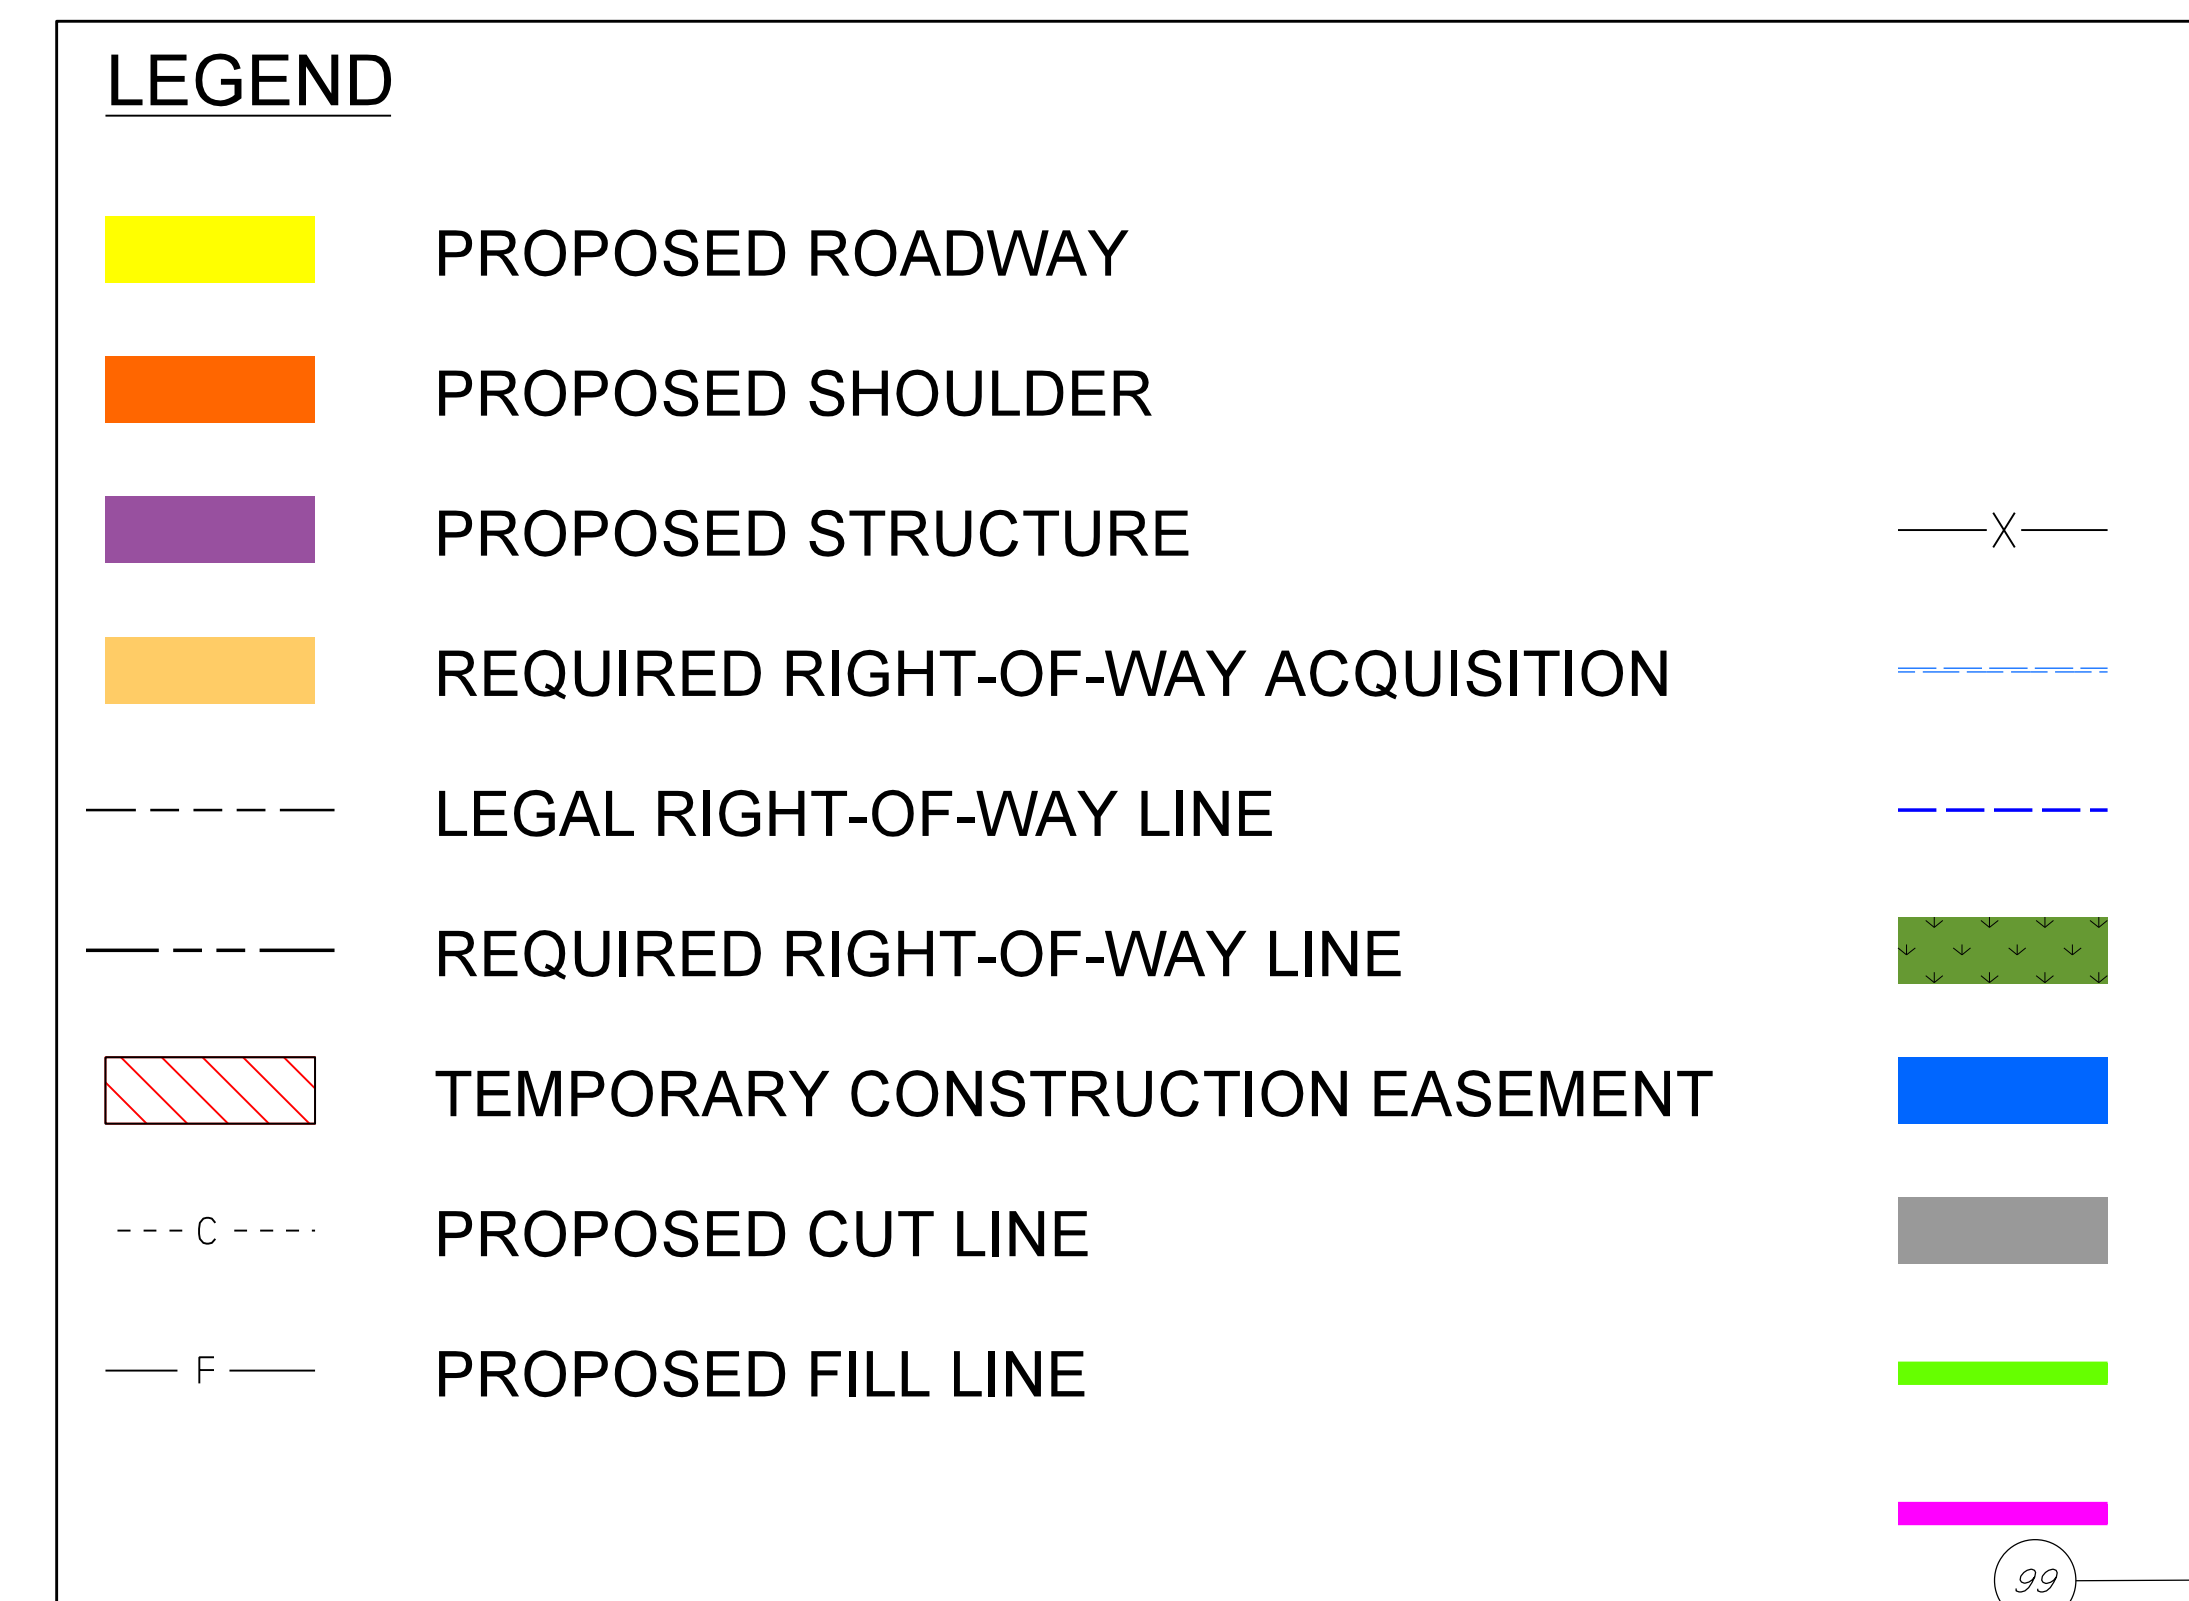 LEGEND
PROPOSED ROADWAY
PROPOSED SHOULDER
PROPOSED STRUCTURE
X
REQUIRED RIGHT-OF-WAY ACQUISITION
LEGAL RIGHT-OF-WAY LINE
REQUIRED RIGHT-OF-WAY LINE
TEMPORARY CONSTRUCTION EASEMENT
C PROPOSED CUT LINE
F PROPOSED FILL LINE
99